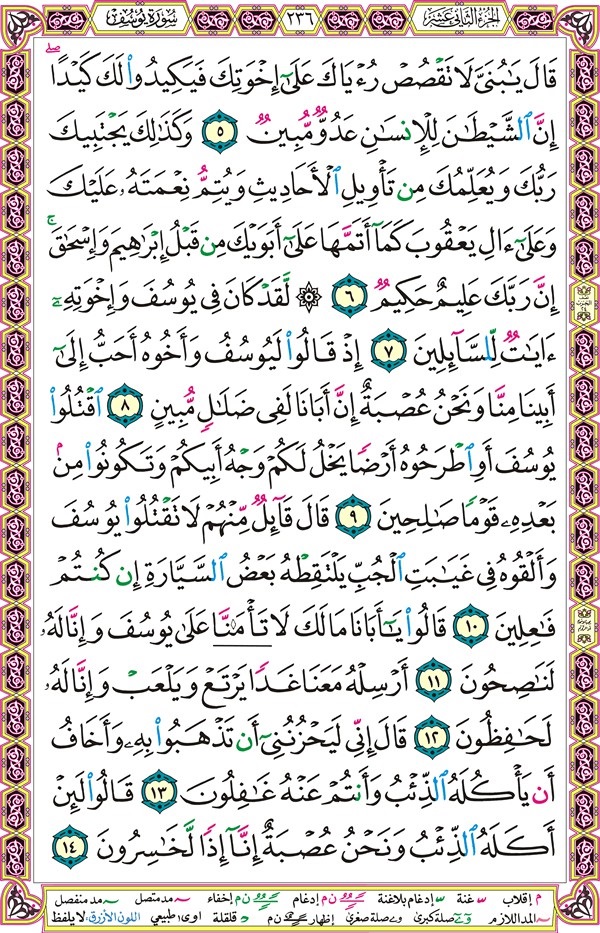 الجزء الثاني عشر
٢٣٦
سورة يوسف
قَالَ يَٰبُنَىَّ لَا تَقْصُصْ رُءْيَاكَ عَلَىٰٓ إِخْوَتِكَ فَيَكِيدُوا۟ لَكَ كَيْدًا ۖ
إِنَّ ٱلشَّيْطَٰنَ لِلْإِنسَٰنِ عَدُوٌّ مُّبِينٌ ٥ وَكَذَٰلِكَ يَجْتَبِيكَ
رَبُّكَ وَيُعَلِّمُكَ مِن تَأْوِيلِ ٱلْأَحَادِيثِ وَيُتِمُّ نِعْمَتَهُۥ عَلَيْكَ
وَعَلَىٰٓ ءَالِ يَعْقُوبَ كَمَآ أَتَمَّهَا عَلَىٰٓ أَبَوَيْكَ مِن قَبْلُ إِبْرَٰهِيمَ وَإِسْحَٰقَ ۚ
إِنَّ رَبَّكَ عَلِيمٌ حَكِيمٌ ٦ ۞ لَّقَدْ كَانَ فِى يُوسُفَ وَإِخْوَتِهِۦٓ
ءَايَٰتٌ لِّلسَّآئِلِينَ ٧ إِذْ قَالُوا۟ لَيُوسُفُ وَأَخُوهُ أَحَبُّ إِلَىٰٓ
أَبِينَا مِنَّا وَنَحْنُ عُصْبَةٌ إِنَّ أَبَانَا لَفِى ضَلَٰلٍ مُّبِينٍ ٨ ٱقْتُلُوا۟
يُوسُفَ أَوِ ٱطْرَحُوهُ أَرْضًا يَخْلُ لَكُمْ وَجْهُ أَبِيكُمْ وَتَكُونُوا۟ مِنۢ
بَعْدِهِۦ قَوْمًا صَٰلِحِينَ ٩ قَالَ قَآئِلٌ مِّنْهُمْ لَا تَقْتُلُوا۟ يُوسُفَ
وَأَلْقُوهُ فِى غَيَٰبَتِ ٱلْجُبِّ يَلْتَقِطْهُ بَعْضُ ٱلسَّيَّارَةِ إِن كُنتُمْ
فَٰعِلِينَ ١٠ قَالُوا۟ يَٰٓأَبَانَا مَا لَكَ لَا تَأْمَ۫نَّا عَلَىٰ يُوسُفَ وَإِنَّا لَهُۥ
لَنَٰصِحُونَ ١١ أَرْسِلْهُ مَعَنَا غَدًا يَرْتَعْ وَيَلْعَبْ وَإِنَّا لَهُۥ
لَحَٰفِظُونَ ١٢ قَالَ إِنِّى لَيَحْزُنُنِىٓ أَن تَذْهَبُوا۟ بِهِۦ وَأَخَافُ
أَن يَأْكُلَهُ ٱلذِّئْبُ وَأَنتُمْ عَنْهُ غَٰفِلُونَ ١٣ قَالُوا۟ لَئِنْ
أَكَلَهُ ٱلذِّئْبُ وَنَحْنُ عُصْبَةٌ إِنَّآ إِذًا لَّخَٰسِرُونَ ١٤
م إقلاب س غنة س إدغام بلاغنة ن م إدغام ن م إخفاء ~ مد متصل ~ مد منفصل
~ المد اللازم صلة كبرى وے صلة صغرى إظهار ن م قلقلة اوى طبيعي اللون الأزرق: لا يلفظ